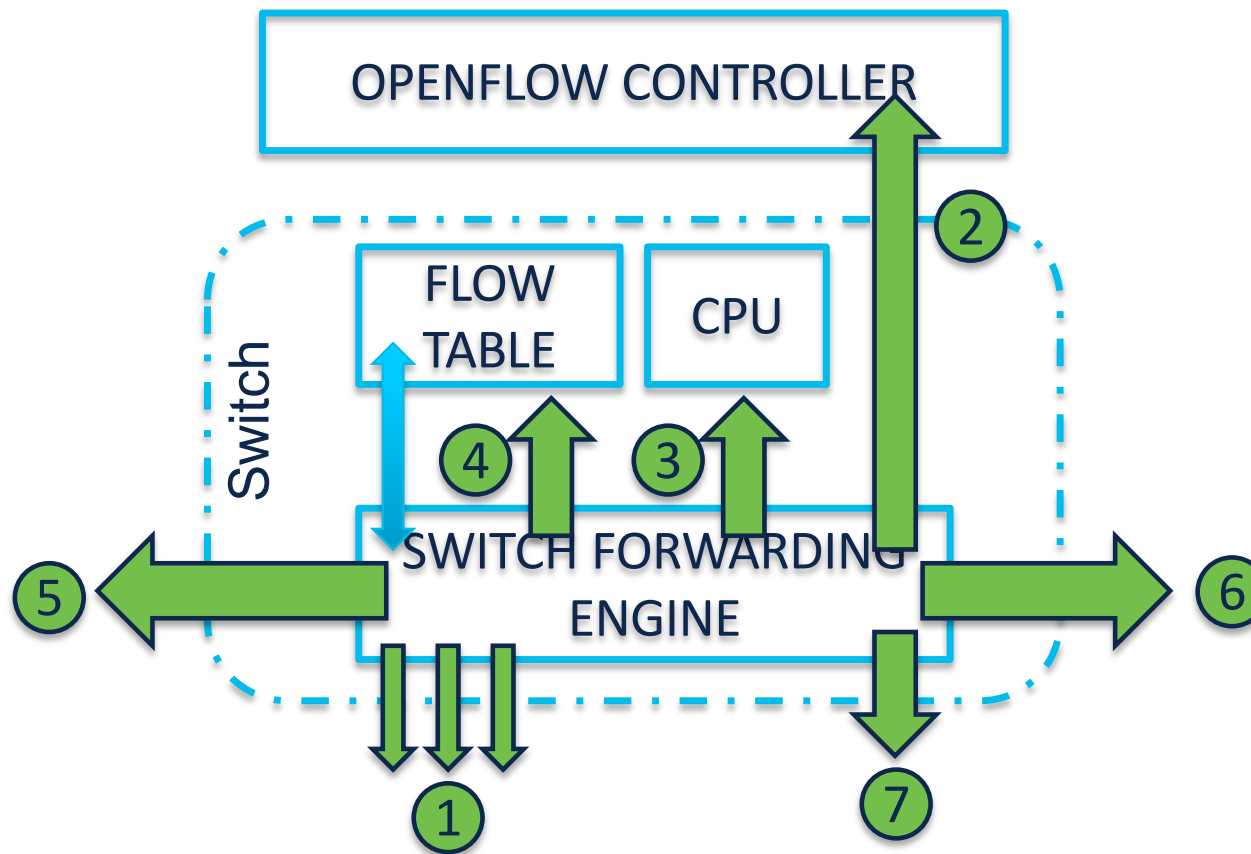 OPENFLOW CONTROLLER
2
FLOW
TABLE
CPU
Switch
4
3
SWITCH FORWARDING
ENGINE
5
6
1
7